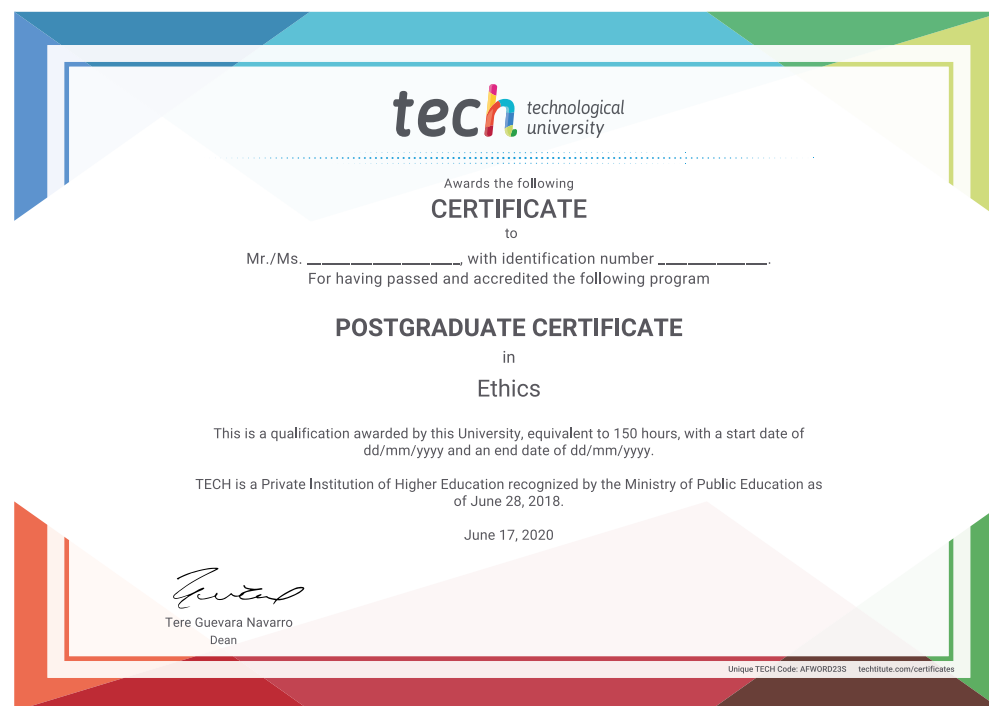 tech technological
university
Awards the following
CERTIFICATE
to
Mr./Ms. ____________________, with identification number ______________.
For having passed and accredited the following program
POSTGRADUATE CERTIFICATE
in
Ethics
This is a qualification awarded by this University, equivalent to 150 hours, with a start date of
dd/mm/yyyy and an end date of dd/mm/yyyy.
TECH is a Private Institution of Higher Education recognized by the Ministry of Public Education as
of June 28, 2018.
June 17, 2020
Tere Guevara Navarro
Dean
Unique TECH Code: AFWORD23S techtitute.com/certificates